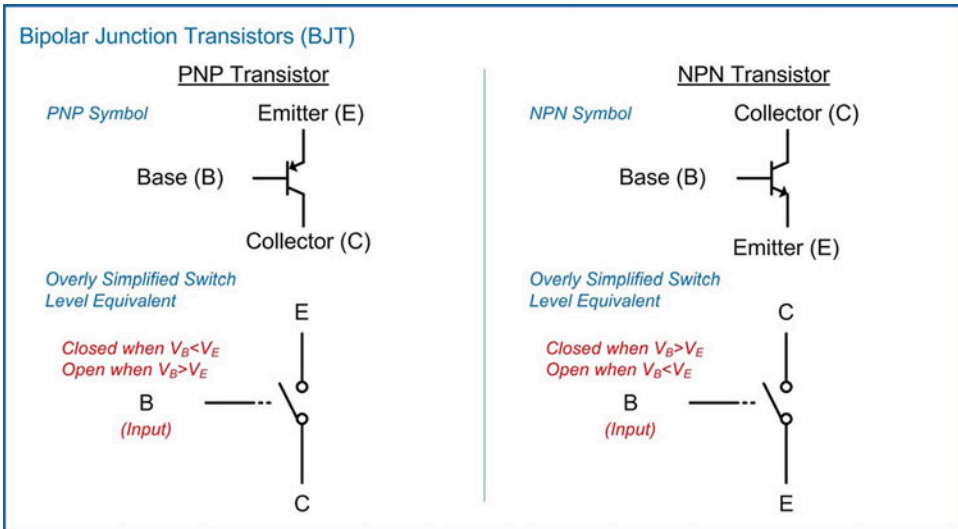 Bipolar Junction Transistors (BJT)
PNP Transistor
PNP Symbol
Emitter (E)
Base (B)
Collector (C)
Overly Simplified Switch
Level Equivalent
E
Closed when VB<VE
Open when VB>VE
B
(Input)
C
NPN Transistor
NPN Symbol
Collector (C)
Base (B)
Emitter (E)
Overly Simplified Switch
Level Equivalent
C
Closed when VB>VE
Open when VB<VE
B
(Input)
E